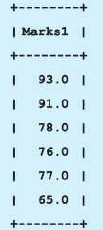 +--------+
| Marks1 |
+--------+
| 93.0 |
| 91.0 |
| 78.0 |
| 76.0 |
| 77.0 |
| 65.0 |
+--------+